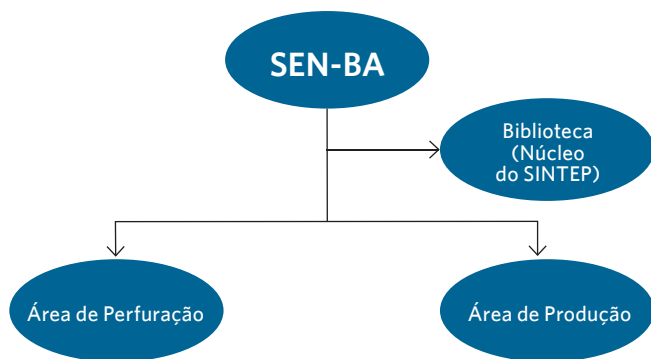 SEN-BA
Biblioteca
(Núcleo
do SINTEP)
Área de Perfuração
Área de Produção